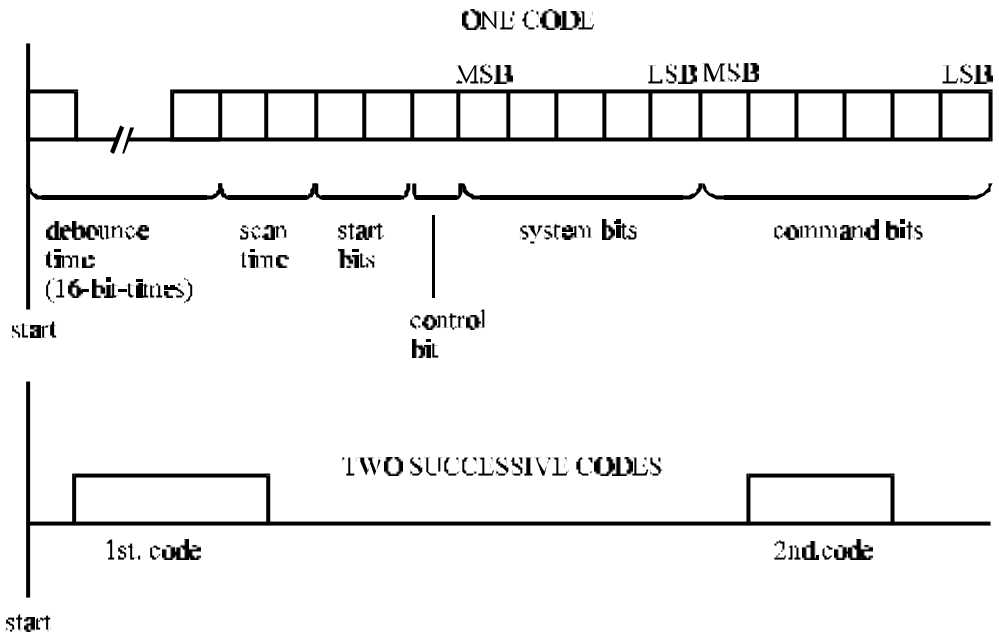 ONE CODE
MSB LSB MSB LSB
debounce time (16-bit-times)
scan time
start bits
system bits
command bits
start
control bit
TWO SUCCESSIVE CODES
1st. code
2nd.code
start